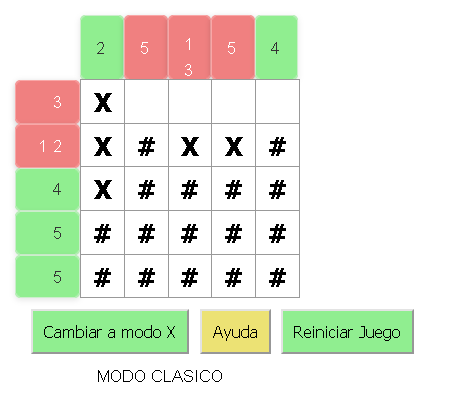 2 5 1 5 4
3
3 X
1 2 X # X X #
4 X # # # #
5 # # # # #
5 # # # # #
Cambiar a modo X Ayuda Reiniciar Juego
MODO CLASICO